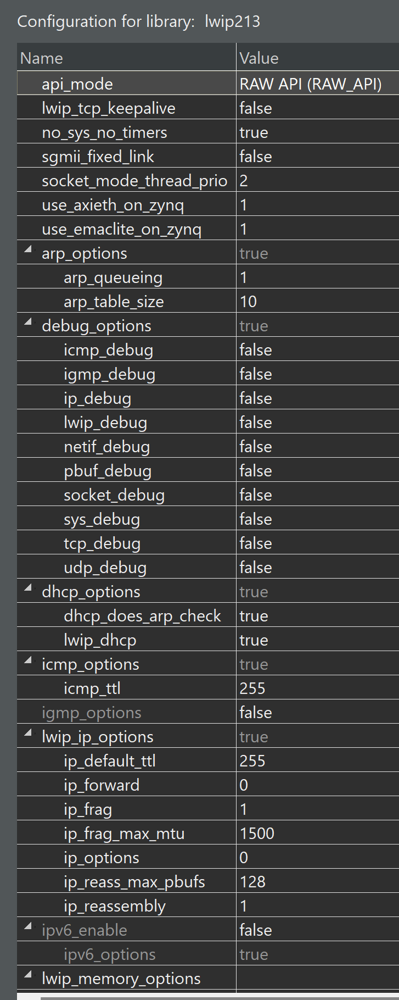 Configuration for library: lwip213
Name Value
api_mode RAW API (RAW_API)
lwip_tcp_keepalive false
no_sys_no_timers true
sgmii_fixed_link false
socket_mode_thread_prio 2
use_axieth_on_zynq 1
use_emaclite_on_zynq 1
arp_options true
arp_queueing 1
arp_table_size 10
debug_options true
icmp_debug false
igmp_debug false
ip_debug false
lwip_debug false
netif_debug false
pbuf_debug false
socket_debug false
sys_debug false
tcp_debug false
udp_debug false
dhcp_options true
dhcp_does_arp_check true
lwip_dhcp true
icmp_options true
icmp_ttl 255
igmp_options false
lwip_ip_options true
ip_default_ttl 255
ip_forward 0
ip_frag 1
ip_frag_max_mtu 1500
ip_options 0
ip_reass_max_pbufs 128
ip_reassembly 1
ipv6_enable false
ipv6_options true
lwip_memory_options